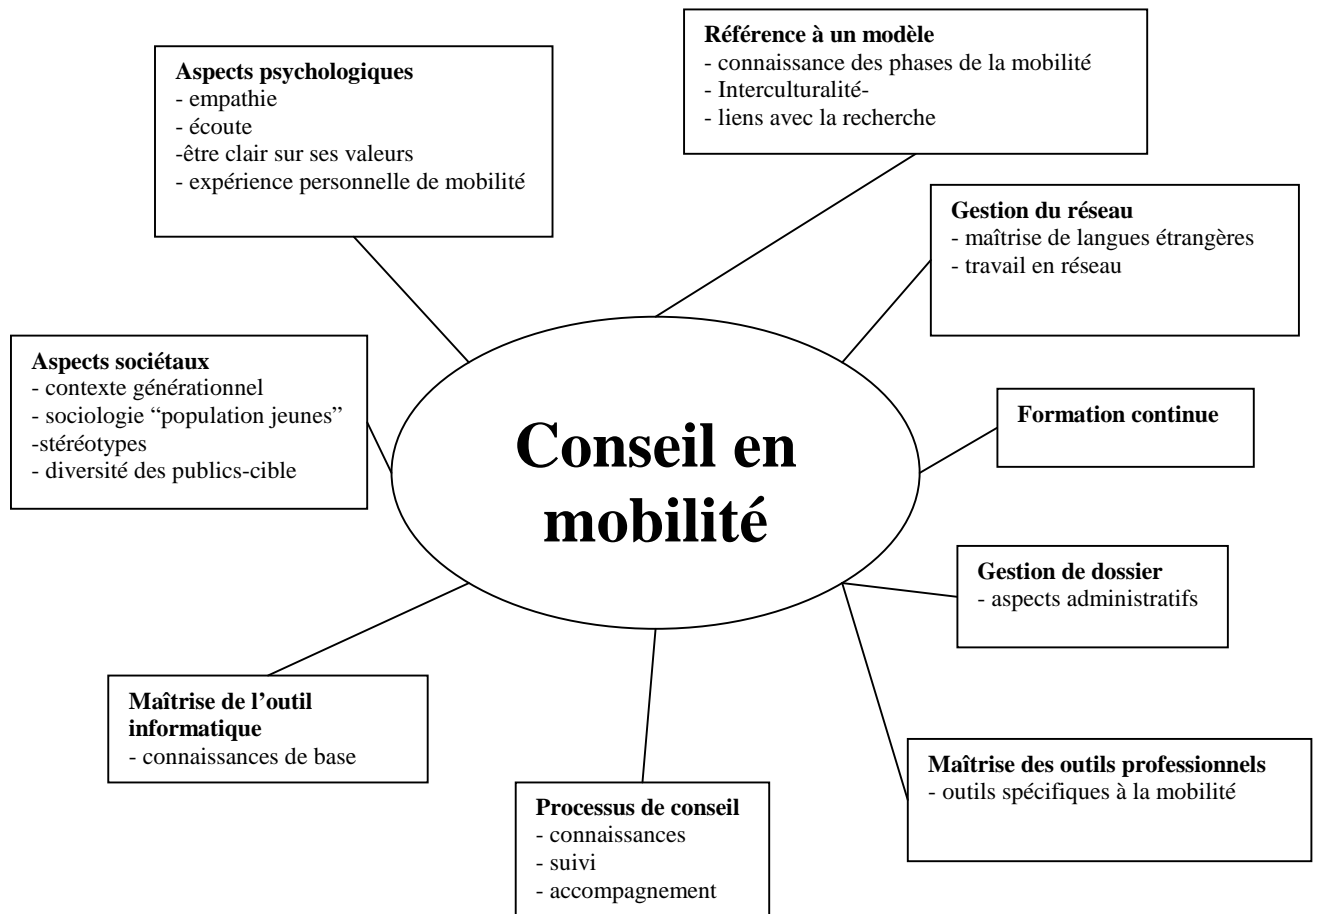 Référence à un modèle
- connaissance des phases de la mobilité
- Interculturalité-
- liens avec la recherche
Aspects psychologiques
- empathie
- écoute
-être clair sur ses valeurs
- expérience personnelle de mobilité
Gestion du réseau
- maîtrise de langues étrangères
- travail en réseau
Aspects sociétaux
- contexte générationnel
- sociologie “population jeunes”
-stéréotypes
- diversité des publics-cible
Conseil en
mobilité
Formation continue
Gestion de dossier
- aspects administratifs
Maîtrise de l’outil
informatique
- connaissances de base
Processus de conseil
- connaissances
- suivi
- accompagnement
Maîtrise des outils professionnels
- outils spécifiques à la mobilité